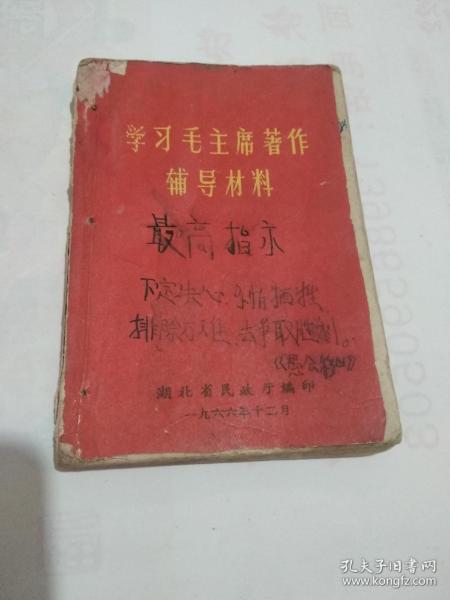 学习毛主席著作
辅导材料
最高指示
下定决心 不怕牺牲
排除万难 去争取胜利。
《愚公移山》
湖北省民政厅编印
一九六六年十二月
孔夫子旧书网
www.kongfz.com